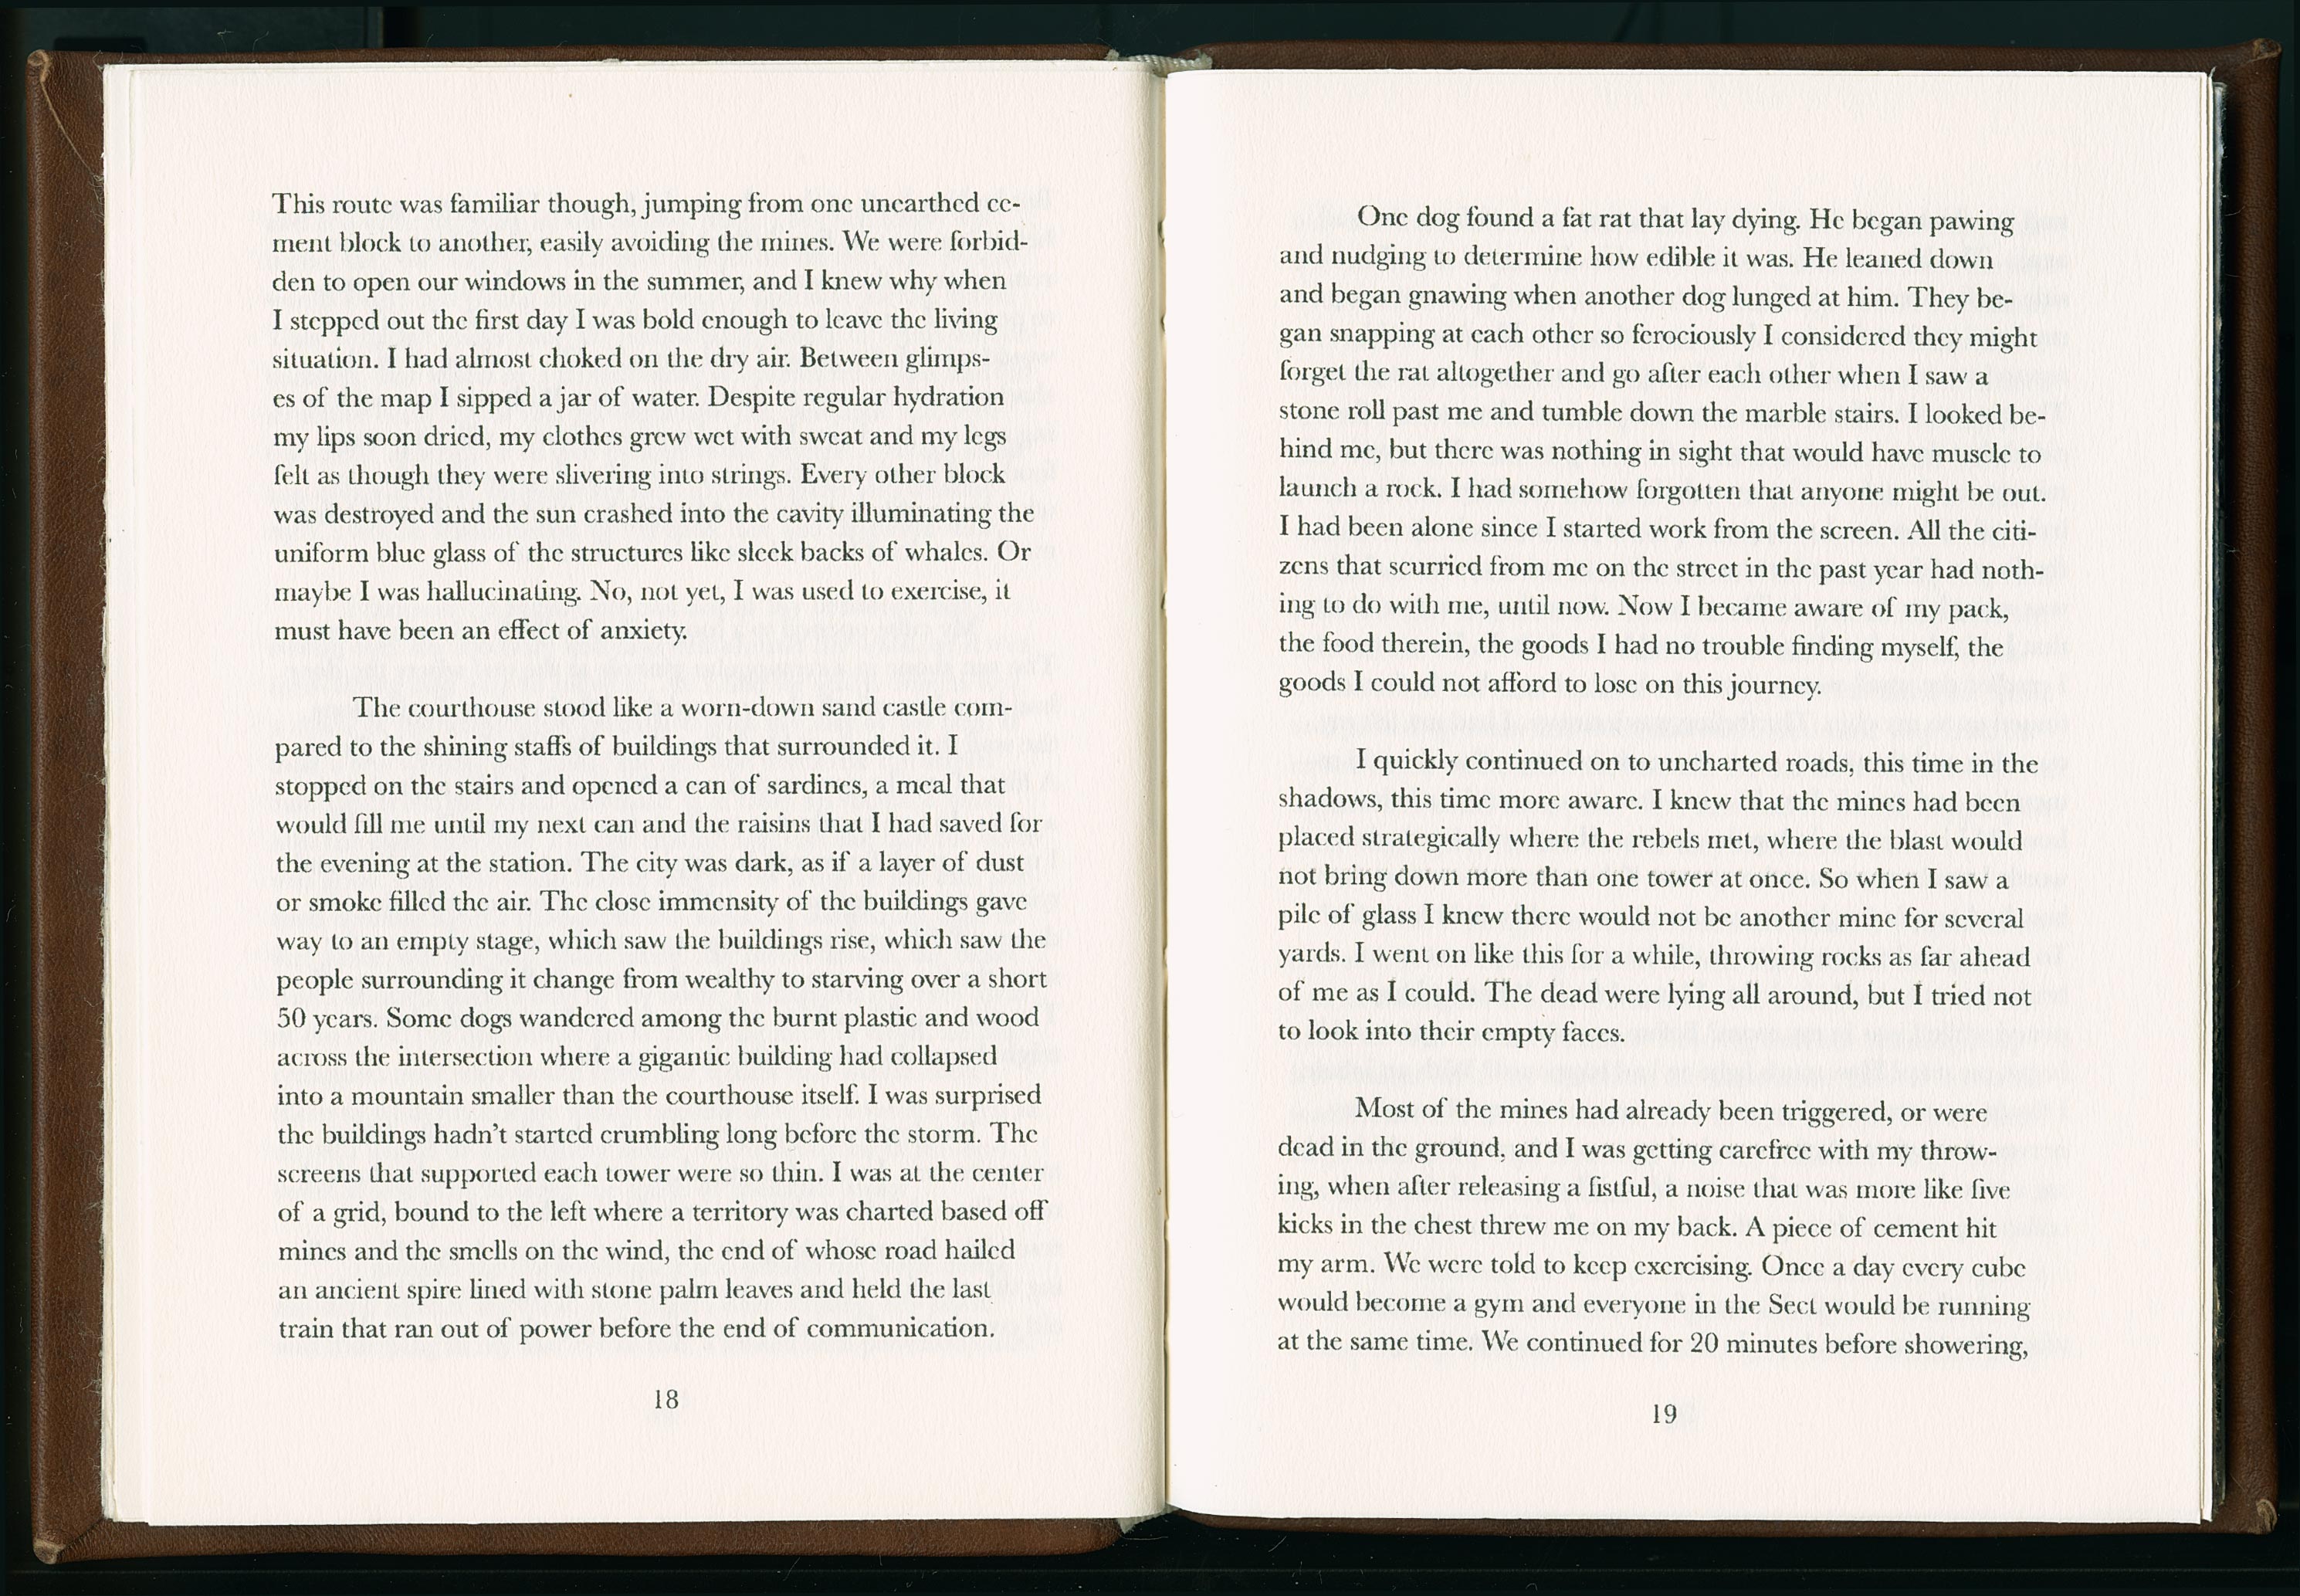 This route was familiar though, jumping from one unearthed ce-
ment block to another, easily avoiding the mines. We were forbid-
den to open our windows in the summer, and I knew why when
I stepped out the first day I was bold enough to leave the living
situation. I had almost choked on the dry air. Between glimps-
es of the map I sipped a jar of water. Despite regular hydration
my lips soon dried, my clothes grew wet with sweat and my legs
felt as though they were slivering into strings. Every other block
was destroyed and the sun crashed into the cavity illuminating the
uniform blue glass of the structures like sleek backs of whales. Or
maybe I was hallucinating. No, not yet, I was used to exercise, it
must have been an effect of anxiety.
The courthouse stood like a worn-down sand castle com-
pared to the shining staffs of buildings that surrounded it. I
stopped on the stairs and opened a can of sardines, a meal that
would fill me until my next can and the raisins that I had saved for
the evening at the station. The city was dark, as if a layer of dust
or smoke filled the air. The close immensity of the buildings gave
way to an empty stage, which saw the buildings rise, which saw the
people surrounding it change from wealthy to starving over a short
50 years. Some dogs wandered among the burnt plastic and wood
across the intersection where a gigantic building had collapsed
into a mountain smaller than the courthouse itself. I was surprised
the buildings hadn’t started crumbling long before the storm. The
screens that supported each tower were so thin. I was at the center
of a grid, bound to the left where a territory was charted based off
mines and the smells on the wind, the end of whose road hailed
an ancient spire lined with stone palm leaves and held the last
train that ran out of power before the end of communication.
18
One dog found a fat rat that lay dying. He began pawing
and nudging to determine how edible it was. He leaned down
and began gnawing when another dog lunged at him. They be-
gan snapping at each other so ferociously I considered they might
forget the rat altogether and go after each other when I saw a
stone roll past me and tumble down the marble stairs. I looked be-
hind me, but there was nothing in sight that would have muscle to
launch a rock. I had somehow forgotten that anyone might be out.
I had been alone since I started work from the screen. All the citi-
zens that scurried from me on the street in the past year had noth-
ing to do with me, until now. Now I became aware of my pack,
the food therein, the goods I had no trouble finding myself, the
goods I could not afford to lose on this journey.
I quickly continued on to uncharted roads, this time in the
shadows, this time more aware. I knew that the mines had been
placed strategically where the rebels met, where the blast would
not bring down more than one tower at once. So when I saw a
pile of glass I knew there would not be another mine for several
yards. I went on like this for a while, throwing rocks as far ahead
of me as I could. The dead were lying all around, but I tried not
to look into their empty faces.
Most of the mines had already been triggered, or were
dead in the ground, and I was getting carefree with my throw-
ing, when after releasing a fistful, a noise that was more like five
kicks in the chest threw me on my back. A piece of cement hit
my arm. We were told to keep exercising. Once a day every cube
would become a gym and everyone in the Sect would be running
at the same time. We continued for 20 minutes before showering,
19